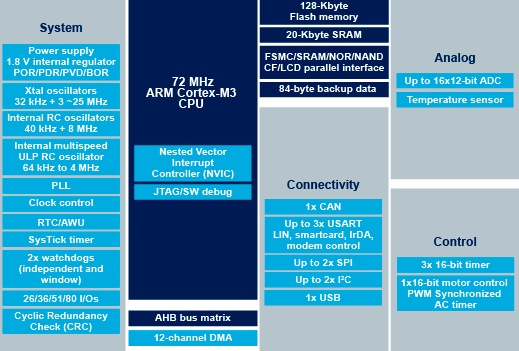 System
Power supply
1.8 V internal regulator
POR/PDR/PVD/BOR
Xtal oscillators
32 kHz + 3 ~25 MHz
Internal RC oscillators
40 kHz + 8 MHz
Internal multispeed
ULP RC oscillator
64 kHz to 4 MHz
PLL
Clock control
RTC/AWU
SysTick timer
2x watchdogs
(independent and
window)
26/36/51/80 I/Os
Cyclic Redundancy
Check (CRC)
72 MHz
ARM Cortex-M3
CPU
Nested Vector
Interrupt
Controller (NVIC)
JTAG/SW debug
AHB bus matrix
12-channel DMA
128-Kbyte
Flash memory
20-Kbyte SRAM
FSMC/SRAM/NOR/NAND
CF/LCD parallel interface
84-byte backup data
Connectivity
1x CAN
Up to 3x USART
LIN, smartcard, IrDA,
modem control
Up to 2x SPI
Up to 2x I²C
1x USB
Analog
Up to 16x12-bit ADC
Temperature sensor
Control
3x 16-bit timer
1x16-bit motor control
PWM Synchronized
AC timer